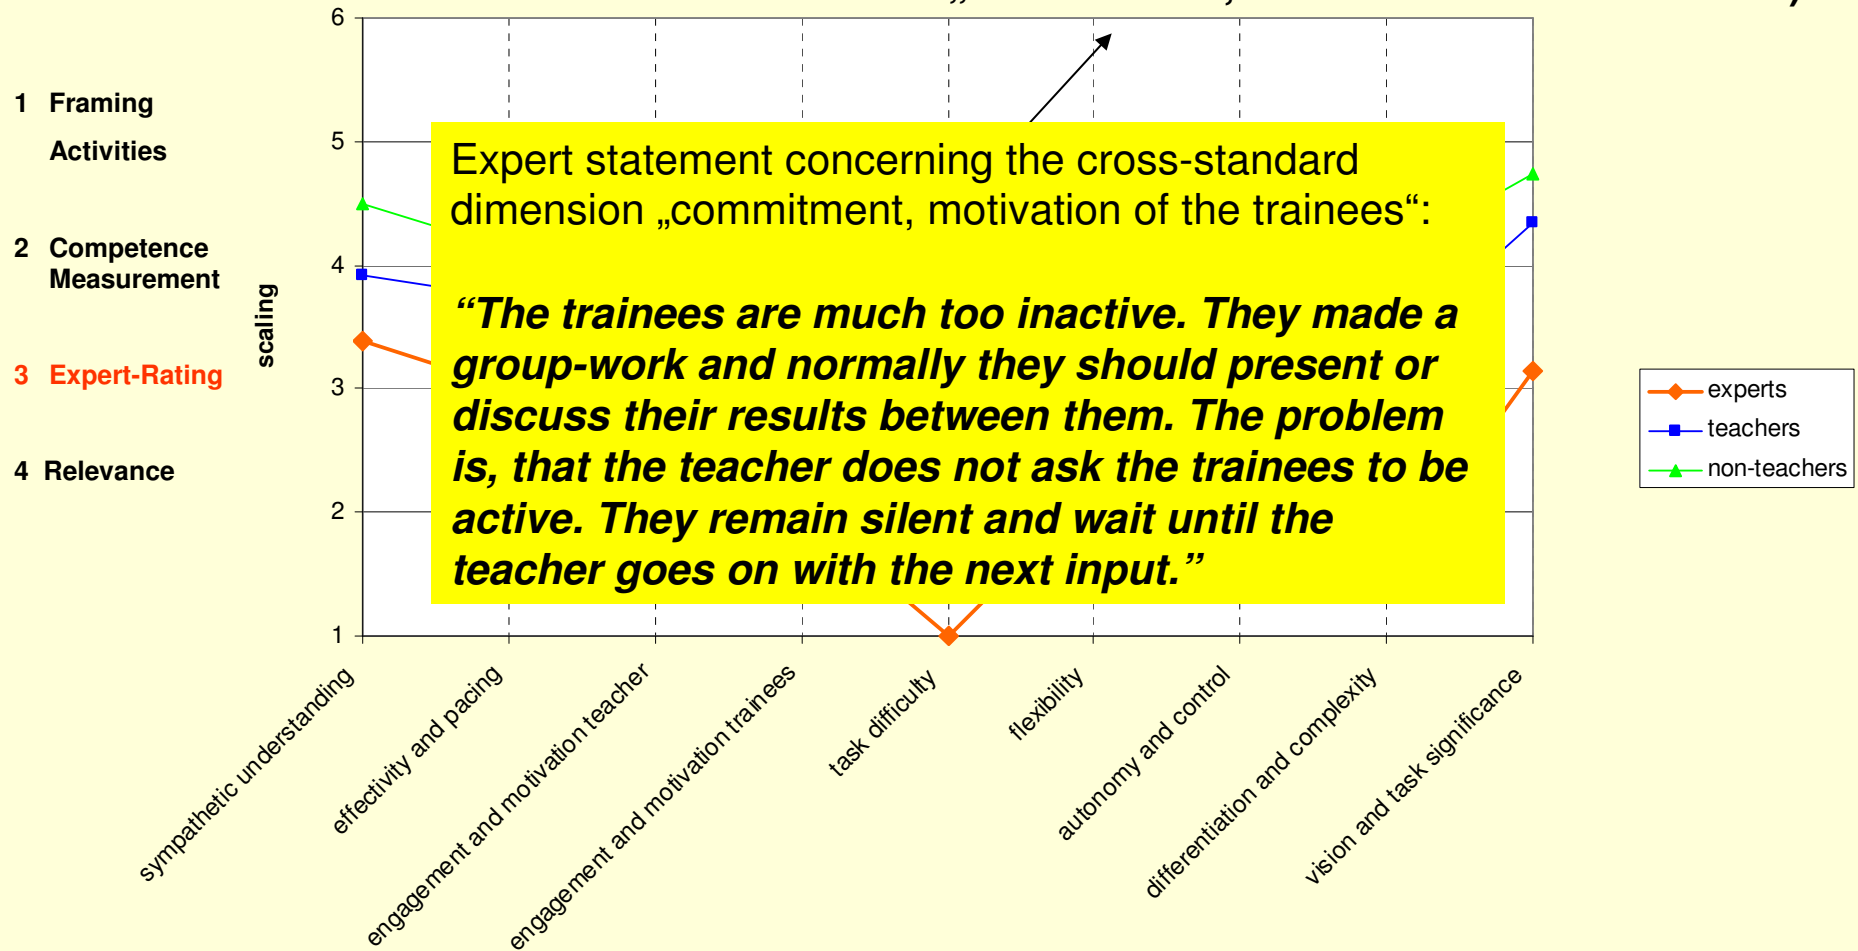 1 Framing
Activities
2 Competence
Measurement
3 Expert-Rating
4 Relevance
scaling
6
5
4
3
2
1
Expert statement concerning the cross-standard
dimension „commitment, motivation of the trainees“:
“The trainees are much too inactive. They made a
group-work and normally they should present or
discuss their results between them. The problem
is, that the teacher does not ask the trainees to be
active. They remain silent and wait until the
teacher goes on with the next input.”
sympathetic understanding
effectivity and pacing
engagement and motivation teacher
engagement and motivation trainees
task difficulty
flexibility
autonomy and control
differentiation and complexity
vision and task significance
experts
teachers
non-teachers